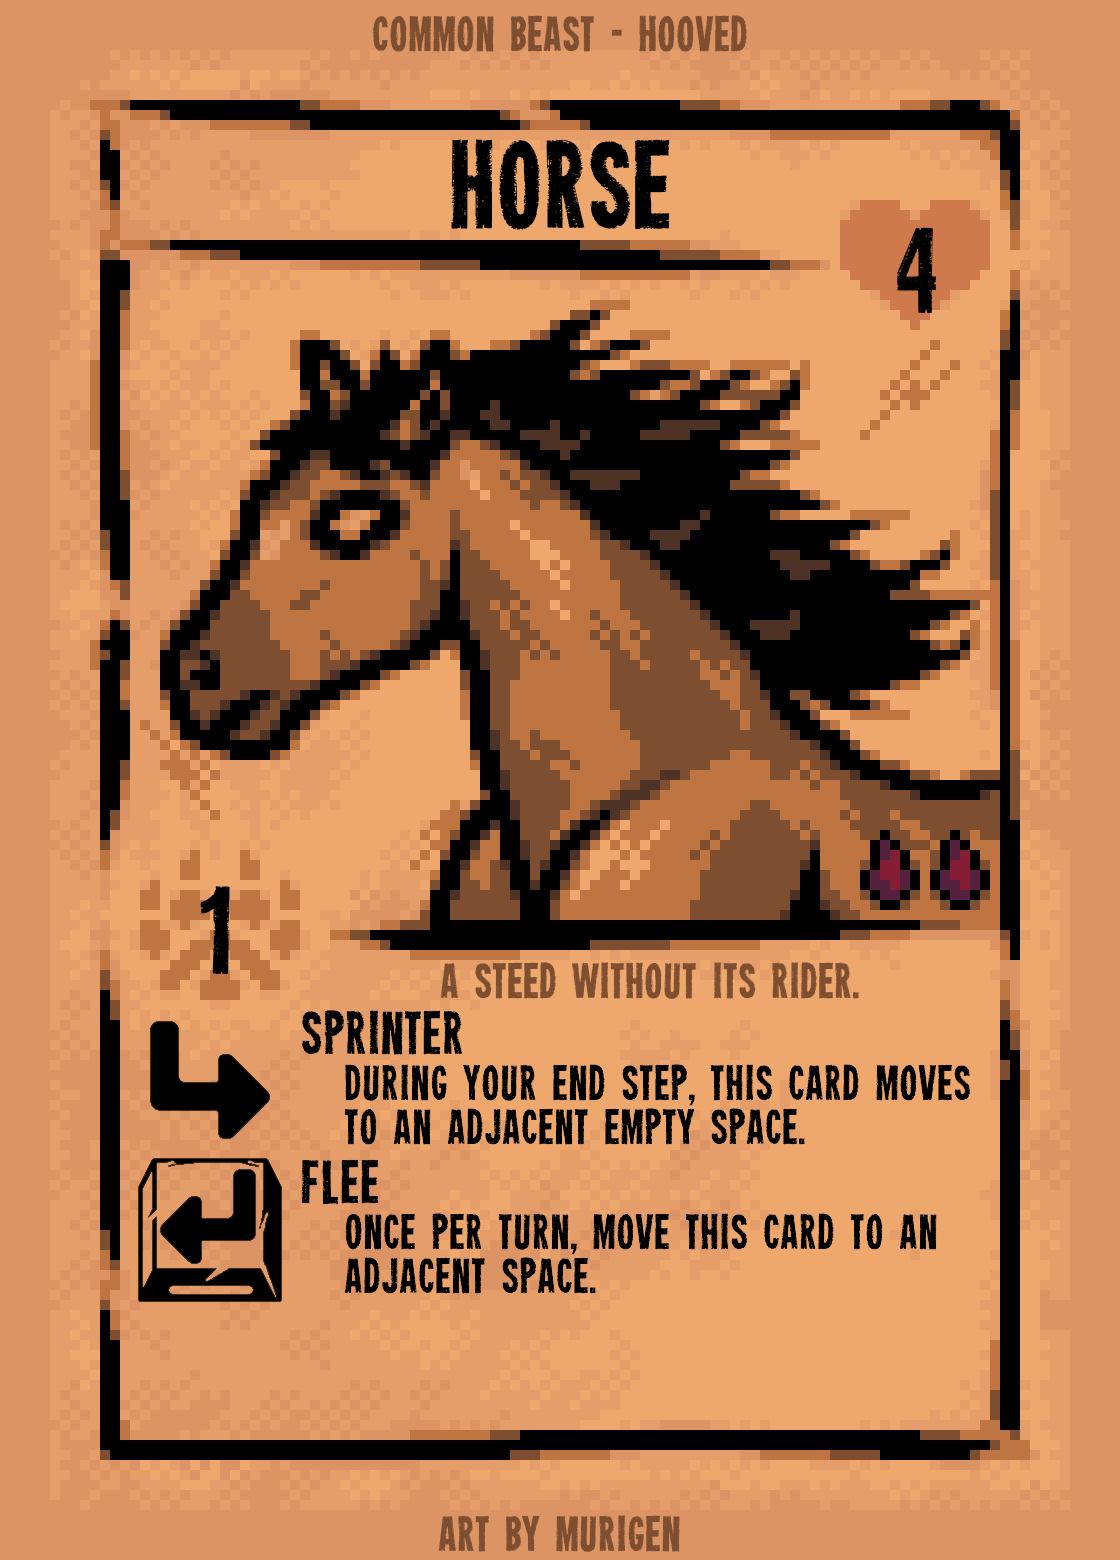 COMMON BEAST - HOOVED
HORSE
4
1
A STEED WITHOUT ITS RIDER.
SPRINTER
DURING YOUR END STEP, THIS CARD MOVES
TO AN ADJACENT EMPTY SPACE.
FLEE
ONCE PER TURN, MOVE THIS CARD TO AN
ADJACENT SPACE.
ART BY MURIGEN